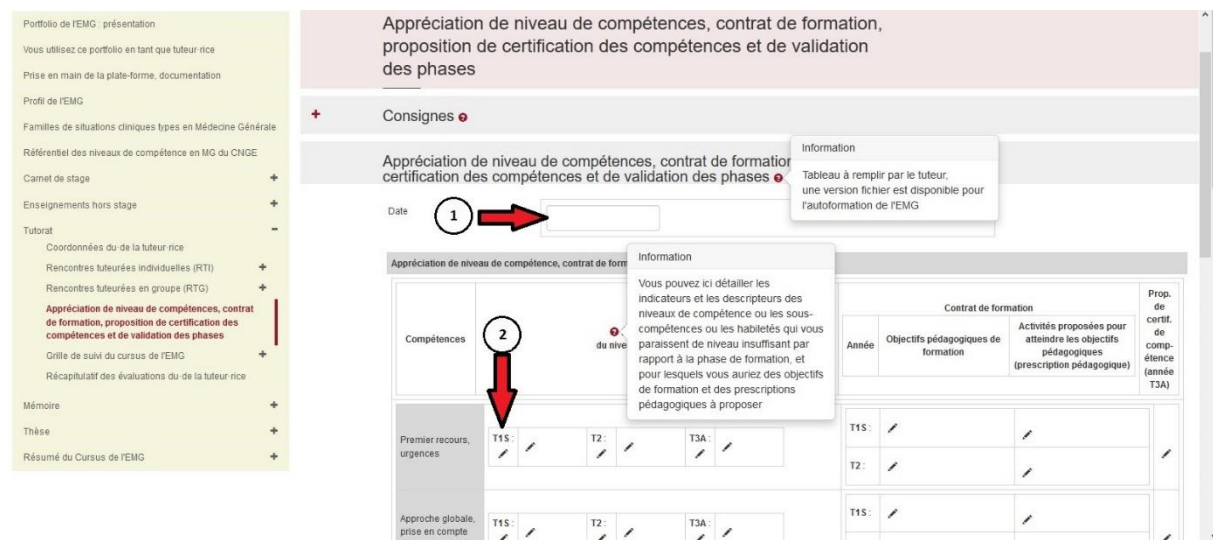 Portfolio de l'EMG : présentation
Vous utilisez ce portfolio en tant que tuteur·rice
Prise en main de la plate-forme, documentation
Profil de l'EMG
Familles de situations cliniques types en Médecine Générale
Référentiel des niveaux de compétence en MG du CNGE
Carnet de stage +
Enseignements hors stage +
Tutorat -
Coordonnées du·de la tuteur·rice
Rencontres tuteurées individuelles (RTI) +
Rencontres tuteurées en groupe (RTG) +
Appréciation de niveau de compétences, contrat
de formation, proposition de certification des
compétences et de validation des phases
Grille de suivi du cursus de l'EMG +
Récapitulatif des évaluations du·de la tuteur·rice
Mémoire +
Thèse +
Résumé du Cursus de l'EMG +
Appréciation de niveau de compétences, contrat de formation,
proposition de certification des compétences et de validation
des phases
+ Consignes ?
Appréciation de niveau de compétences, contrat de formation
certification des compétences et de validation des phases ?
Information
Tableau à remplir par le tuteur,
une version fichier est disponible pour
l'autoformation de l'EMG
Date
1
Appréciation de niveau de compétence, contrat de form
Information
Vous pouvez ici détailler les
indicateurs et les descripteurs des
niveaux de compétence ou les sous-
compétences ou les habiletés qui vous
paraissent de niveau insuffisant par
rapport à la phase de formation, et
pour lesquels vous auriez des objectifs
de formation et des prescriptions
pédagogiques à proposer
Compétences
2
?
du nive
Contrat de formation
Année
Objectifs pédagogiques de
formation
Activités proposées pour
atteindre les objectifs
pédagogiques
(prescription pédagogique)
Prop.
de
certif.
de
comp-
étence
(année
T3A)
Premier recours,
urgences
T1S : T2 : T3A :
T1S :
T2 :
Approche globale,
prise en compte
T1S : T2 : T3A :
T1S :